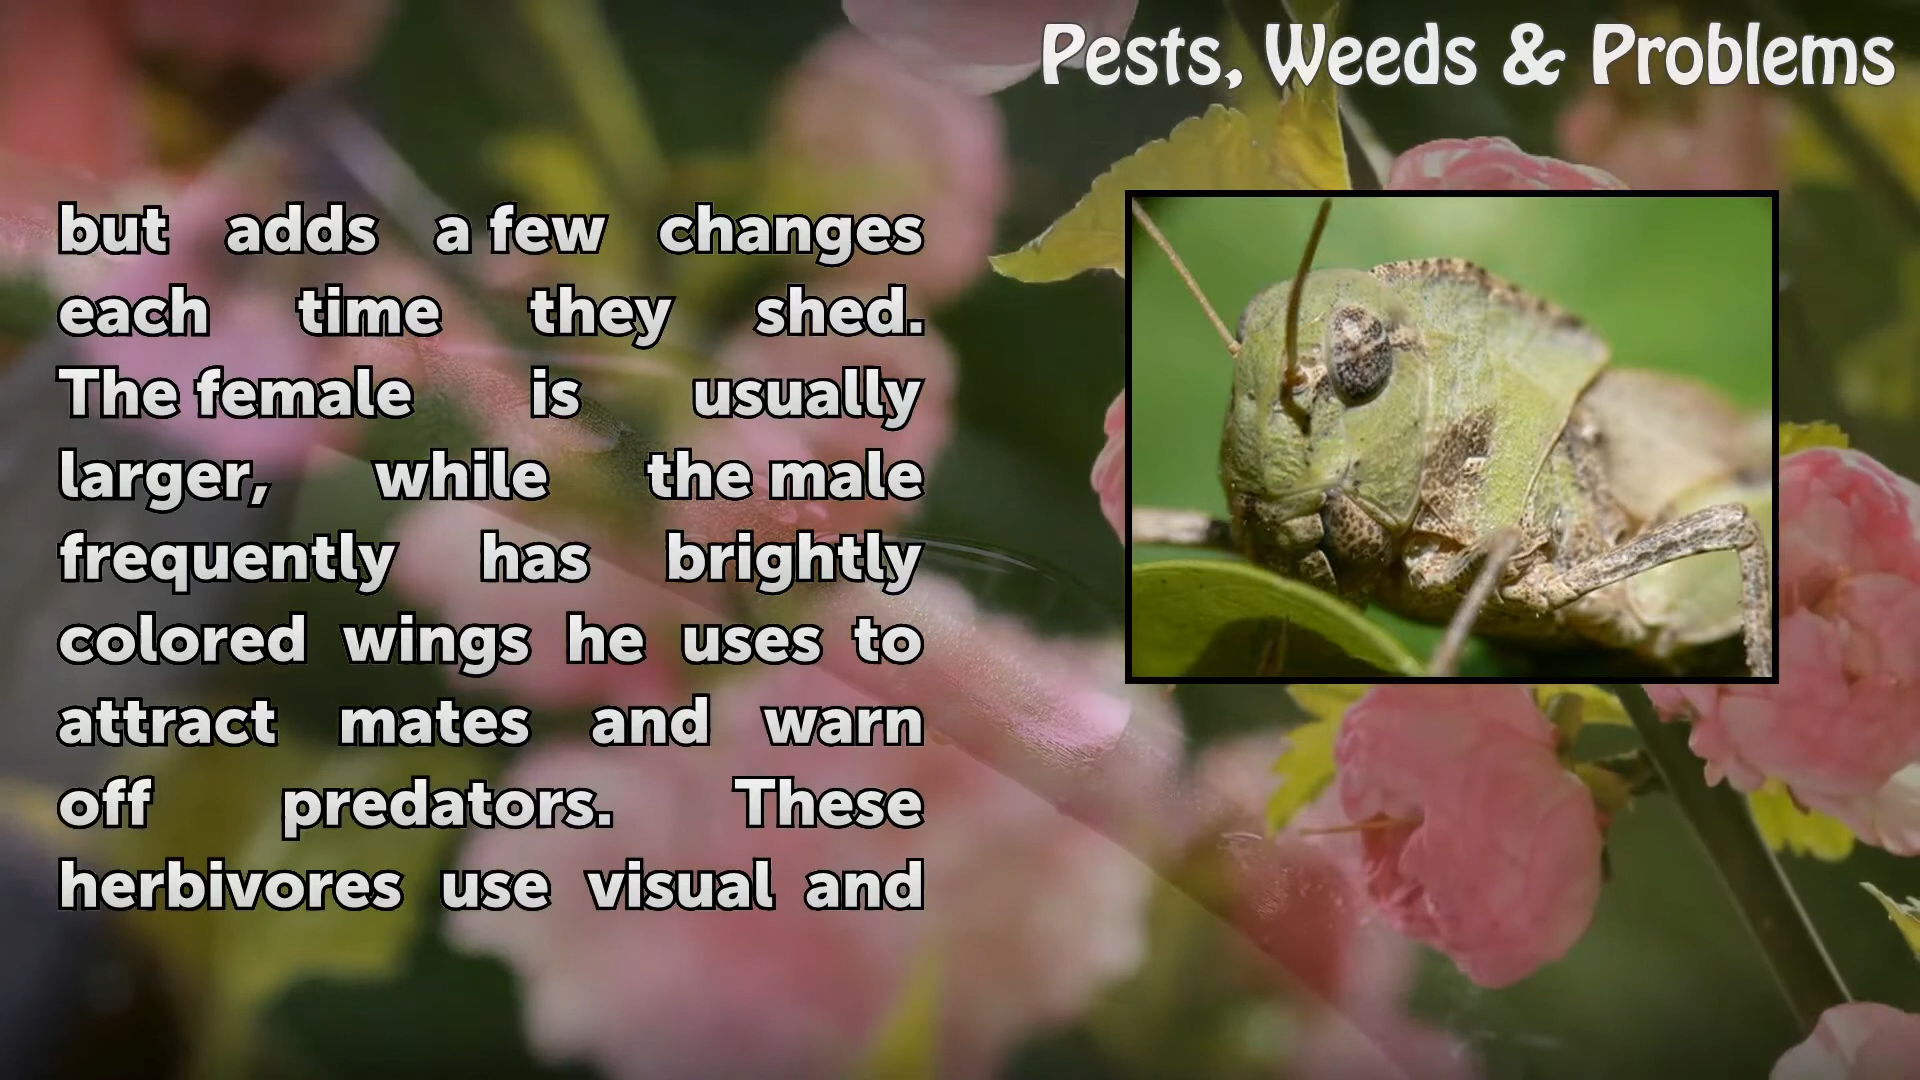 Pests, Weeds & Problems
but adds a few changes
each time they shed.
The female is usually
larger, while the male
frequently has brightly
colored wings he uses to
attract mates and warn
off predators. These
herbivores use visual and